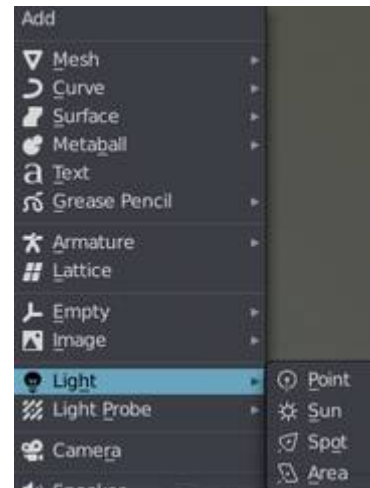 Add
Mesh
Curve
Surface
Metaball
Text
Grease Pencil
Armature
Lattice
Empty
Image
Light
Light Probe
Camera
Point
Sun
Spot
Area